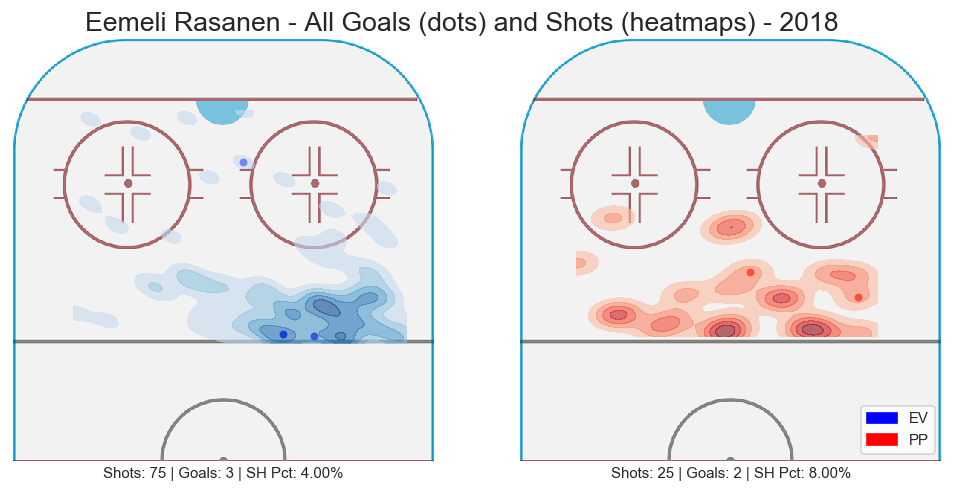 Eemeli Rasanen - All Goals (dots) and Shots (heatmaps) - 2018
EV
PP
Shots: 75 | Goals: 3 | SH Pct: 4.00%
Shots: 25 | Goals: 2 | SH Pct: 8.00%